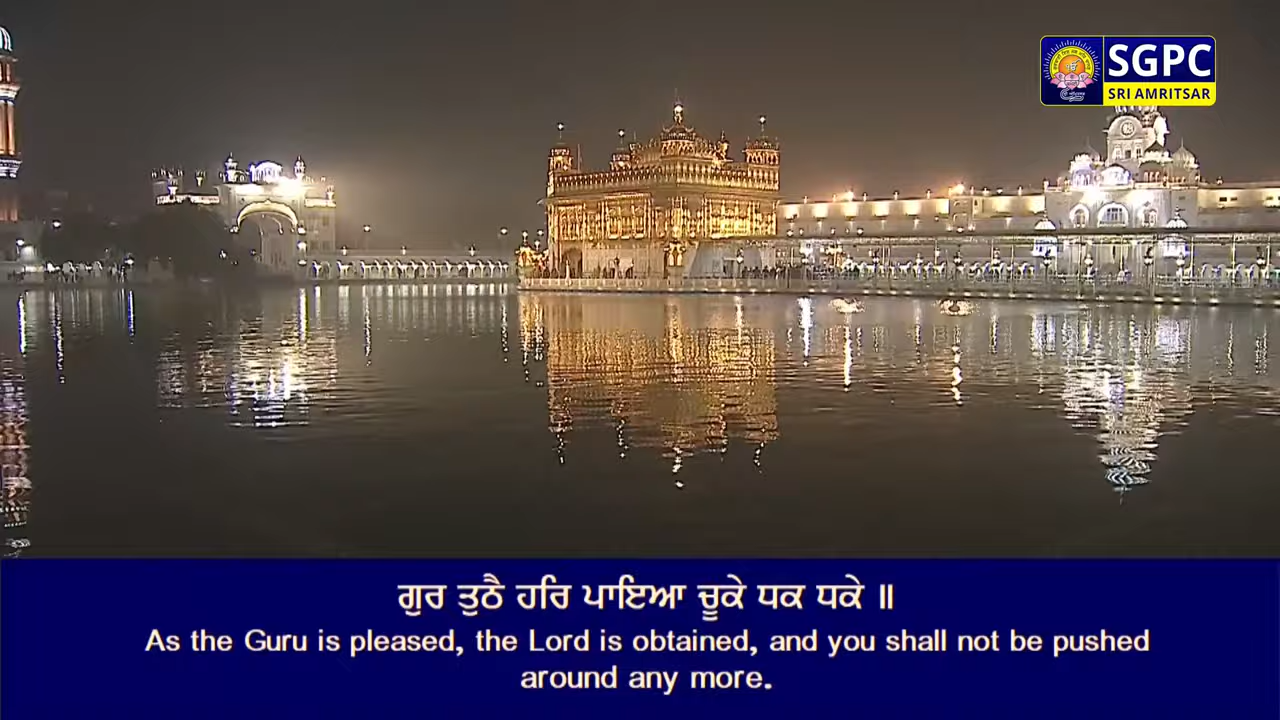 SGPC
SRI AMRITSAR
ਗੁਰ ਤੁਠੈ ਹਰਿ ਪਾਇਆ ਚੂਕੇ ਧਕ ਧਕੇ ॥
As the Guru is pleased, the Lord is obtained, and you shall not be pushed
around any more.